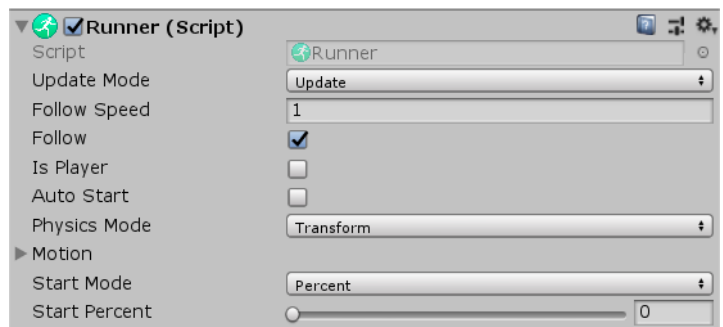 Runner (Script)
Script Runner
Update Mode Update
Follow Speed 1
Follow
Is Player
Auto Start
Physics Mode Transform
Motion
Start Mode Percent
Start Percent 0